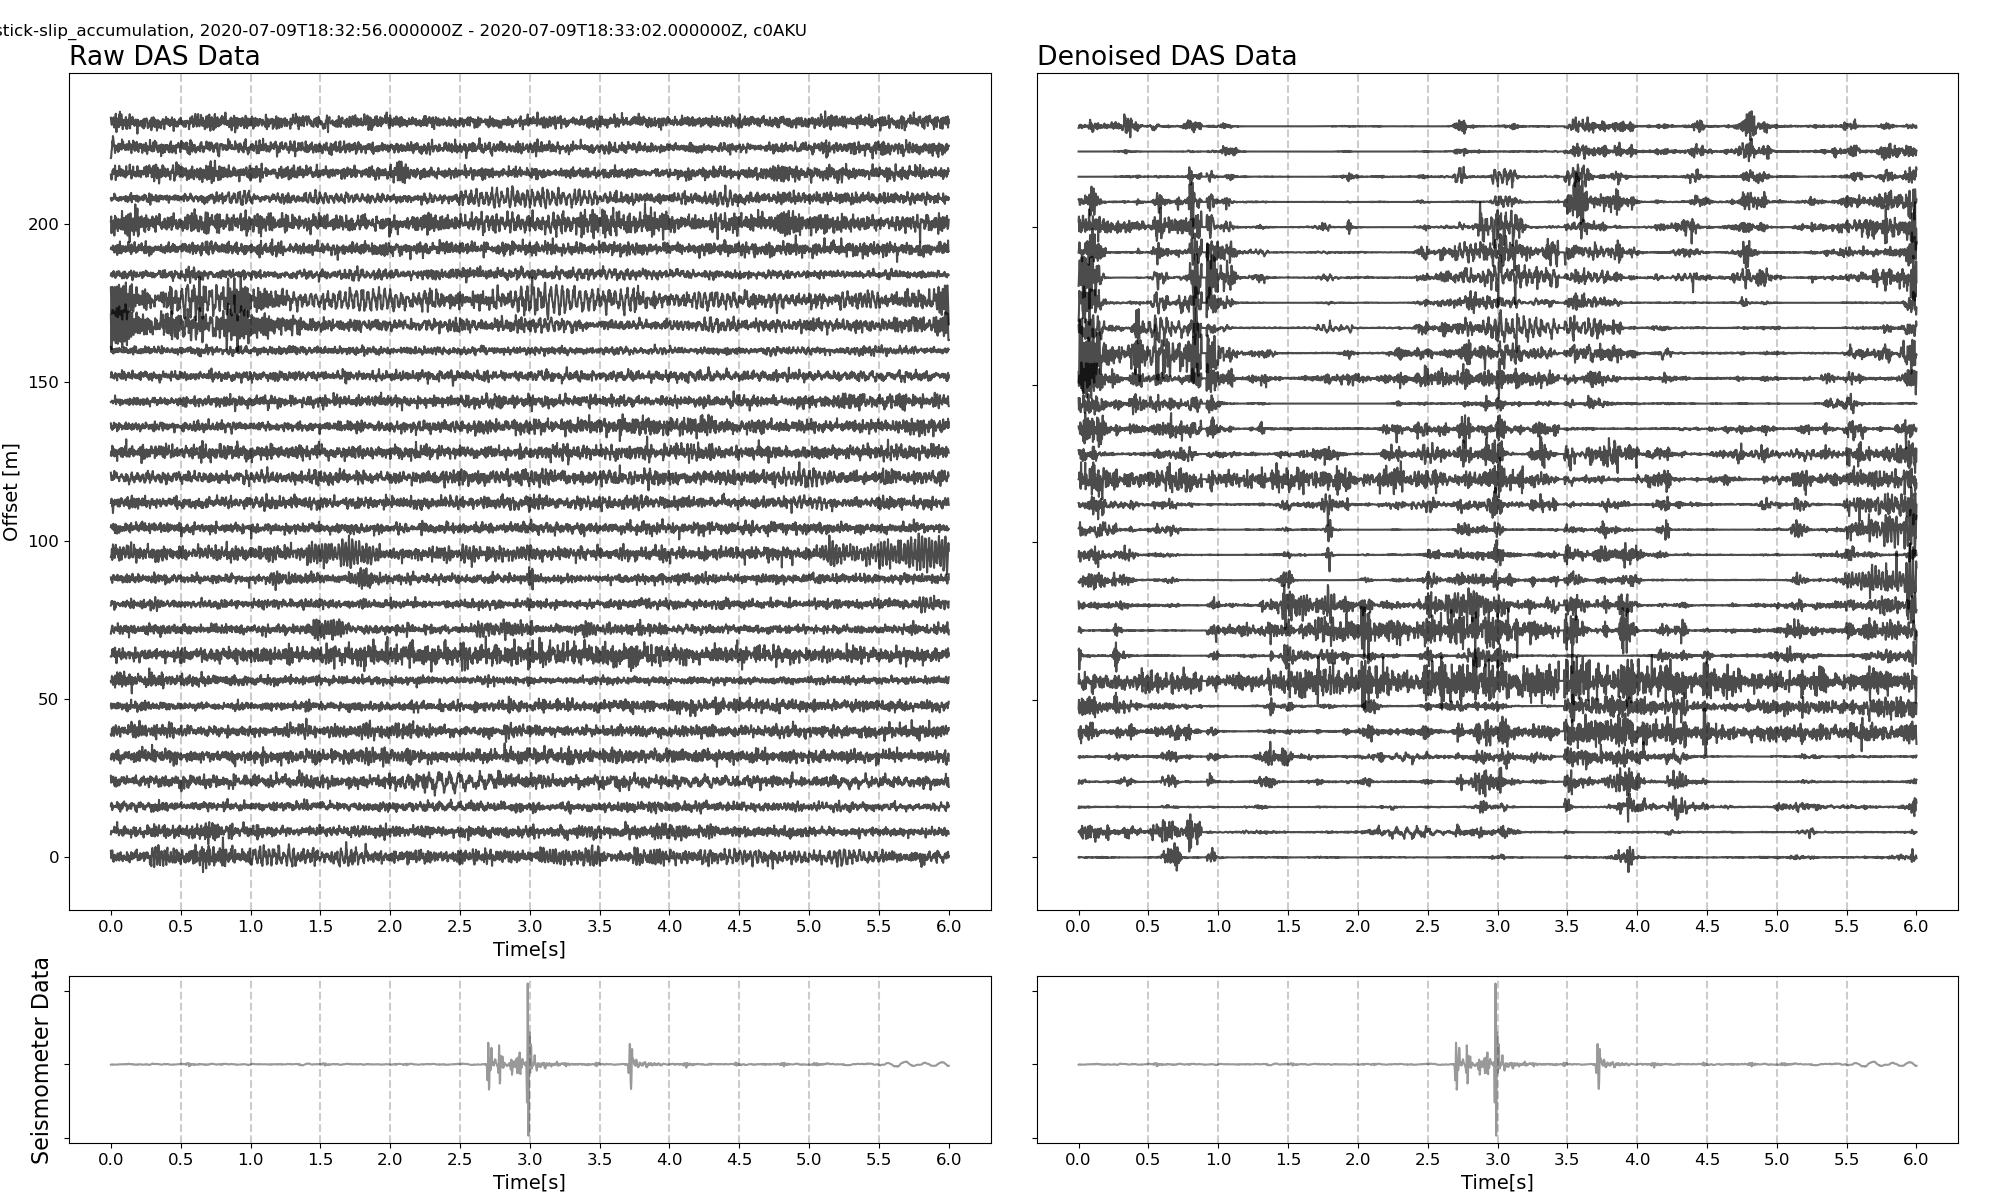 stick-slip_accumulation, 2020-07-09T18:32:56.000000Z - 2020-07-09T18:33:02.000000Z, c0AKU
Raw DAS Data
Offset [m]
200
150
100
50
0
0.0 0.5 1.0 1.5 2.0 2.5 3.0 3.5 4.0 4.5 5.0 5.5 6.0
Time[s]
Denoised DAS Data
0.0 0.5 1.0 1.5 2.0 2.5 3.0 3.5 4.0 4.5 5.0 5.5 6.0
Seismometer Data
0.0 0.5 1.0 1.5 2.0 2.5 3.0 3.5 4.0 4.5 5.0 5.5 6.0
Time[s]
0.0 0.5 1.0 1.5 2.0 2.5 3.0 3.5 4.0 4.5 5.0 5.5 6.0
Time[s]